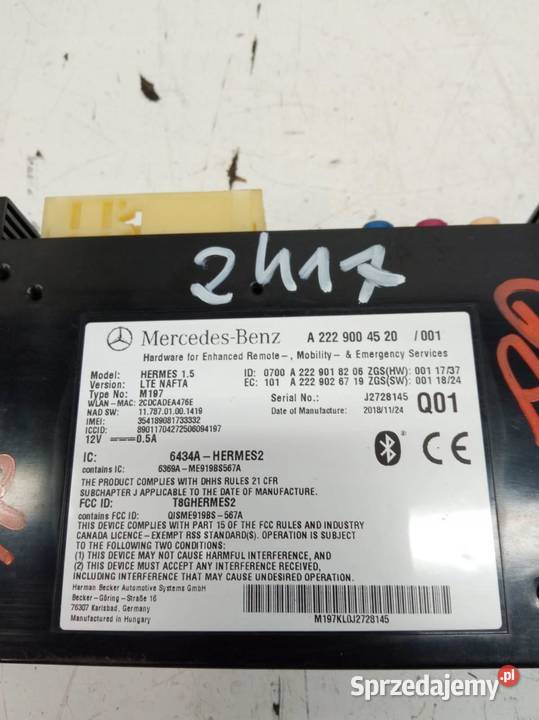 2417
Mercedes-Benz A 222 900 45 20 /001
Hardware for Enhanced Remote-, Mobility- & Emergency Services
Model: HERMES 1.5 ID: 0700 A 222 901 82 06 ZGS(HW): 001 17/37
Version: LTE NAFTA EC: 101 A 222 902 67 19 ZGS(SW): 001 18/24
Type No.: M197 Serial No.: J2728145
WLAN-MAC: 2CDCADEA476E Date of Manufacture: 2018/11/24 Q01
NAD SW: 11.787.01.00.1419
IMEI: 354189081733332
ICCID: 89011704272506094197
12V 0.5A
IC: 6434A-HERMES2
contains IC: 6369A-ME919BS567A
THE PRODUCT COMPLIES WITH DHHS RULES 21 CFR
SUBCHAPTER J APPLICABLE TO THE DATE OF MAN.
FCC ID: T8GHERMES2
contains FCC ID: QISME919BS-567A
THIS DEVICE COMPLIES WITH PART 15 OF THE FCC RULES AND INDUSTRY
CANADA LICENCE-EXEMPT RSS STANDARD(S). OPERATION IS SUBJECT
TO THE FOLLOWING TWO CONDITIONS:
(1) THIS DEVICE MAY NOT CAUSE HARMFUL INTERFERENCE, AND
(2) THIS DEVICE MUST ACCEPT ANY INTERFERENCE RECEIVED,
INCLUDING INTERFERENCE THAT MAY CAUSE UNDESIRED OPERATION.
Herman Becker Automotive Systems GmbH
Becker-Göring-Straße 16
76307 Karlsbad, Germany
Manufactured in Hungary
M197KL0J2728145
Sprzedajemy.pl